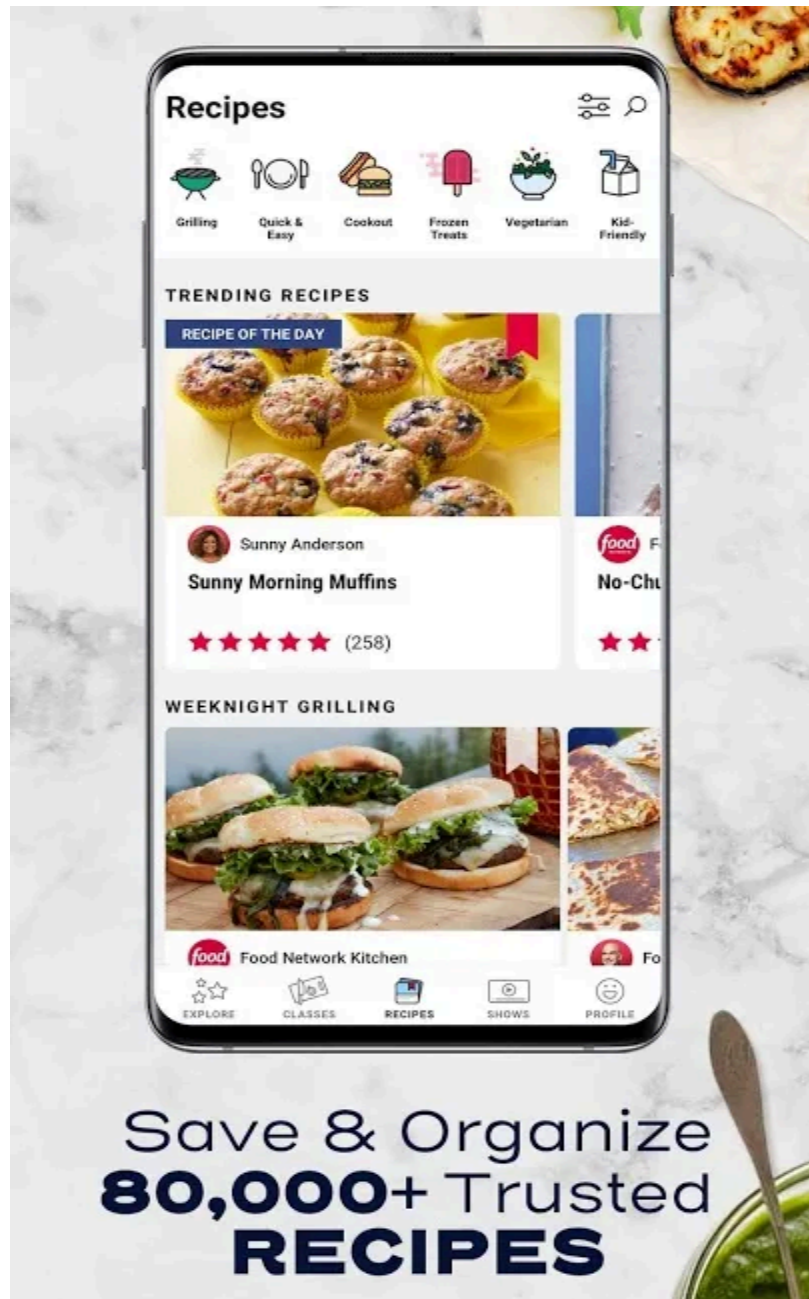 Recipes
Grilling
Quick &
Easy
Cookout
Frozen
Treats
Vegetarian
Kid-
Friendly
TRENDING RECIPES
RECIPE OF THE DAY
Sunny Anderson
food
Sunny Morning Muffins
No-Chu
(258)
WEEKNIGHT GRILLING
food
Food Network Kitchen
Fo
EXPLORE
CLASSES
RECIPES
SHOWS
PROFILE
Save & Organize
80,000+ Trusted
RECIPES